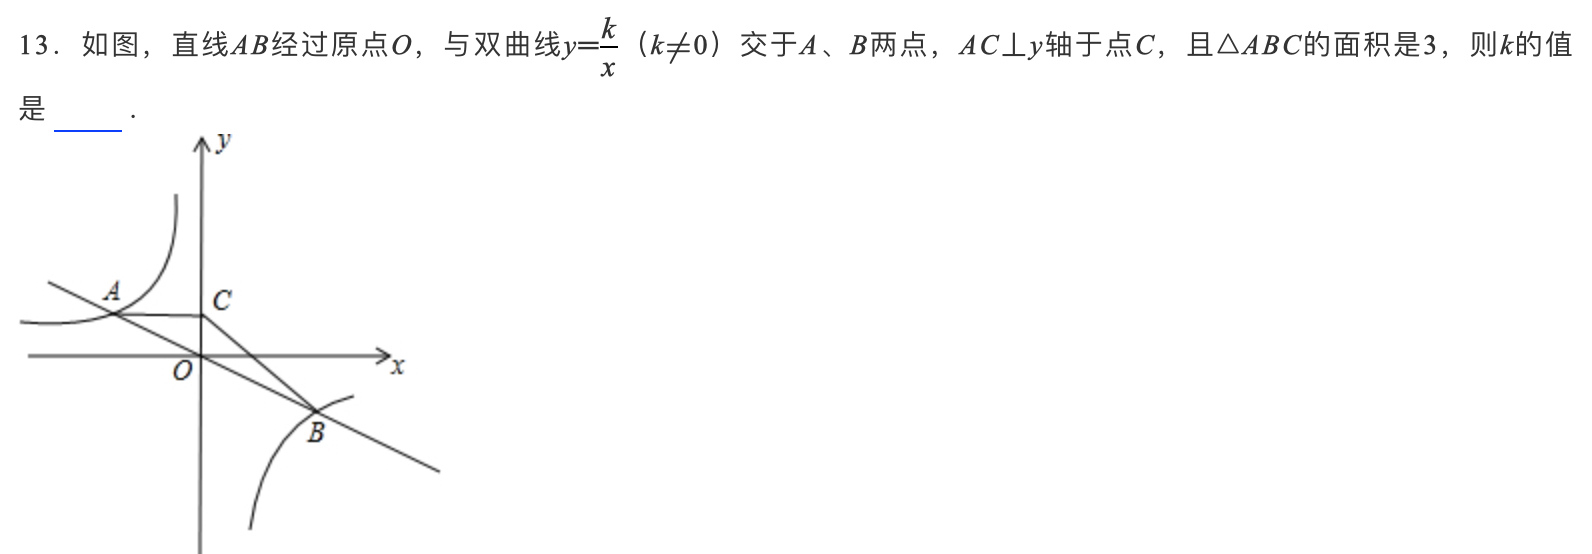 13．如图，直线AB经过原点O，与双曲线y=k/x（k≠0）交于A、B两点，AC⊥y轴于点C，且△ABC的面积是3，则k的值
是 ____ ．
y
A
C
O
x
B